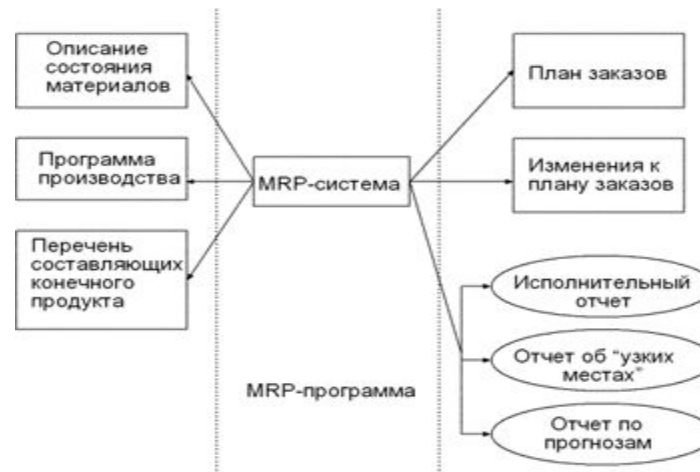 Описание
состояния
материалов
Программа
производства
Перечень
составляющих
конечного
продукта
MRP-система
MRP-программа
План заказов
Изменения к
плану заказов
Исполнительный
отчет
Отчет об "узких
местах"
Отчет по
прогнозам